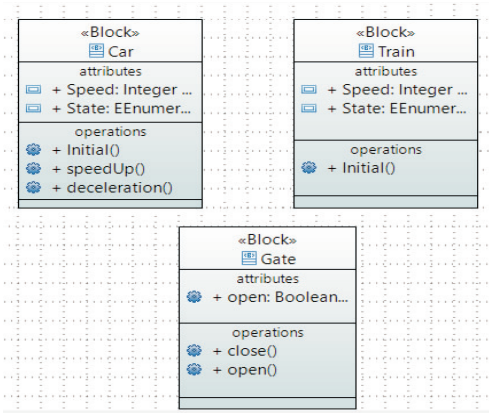 «Block»
Car
attributes
+ Speed: Integer ...
+ State: EEnumer...
operations
+ Initial()
+ speedUp()
+ deceleration()
«Block»
Train
attributes
+ Speed: Integer ...
+ State: EEnumer...
operations
+ Initial()
«Block»
Gate
attributes
+ open: Boolean...
operations
+ close()
+ open()